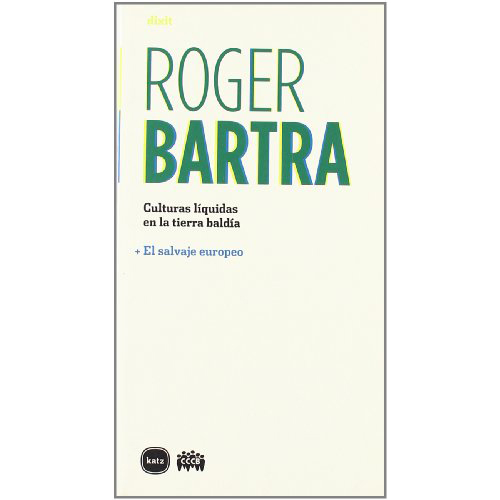 dixit
ROGER
BARTRA
Culturas líquidas
en la tierra baldía
+ El salvaje europeo
katz
CCCB